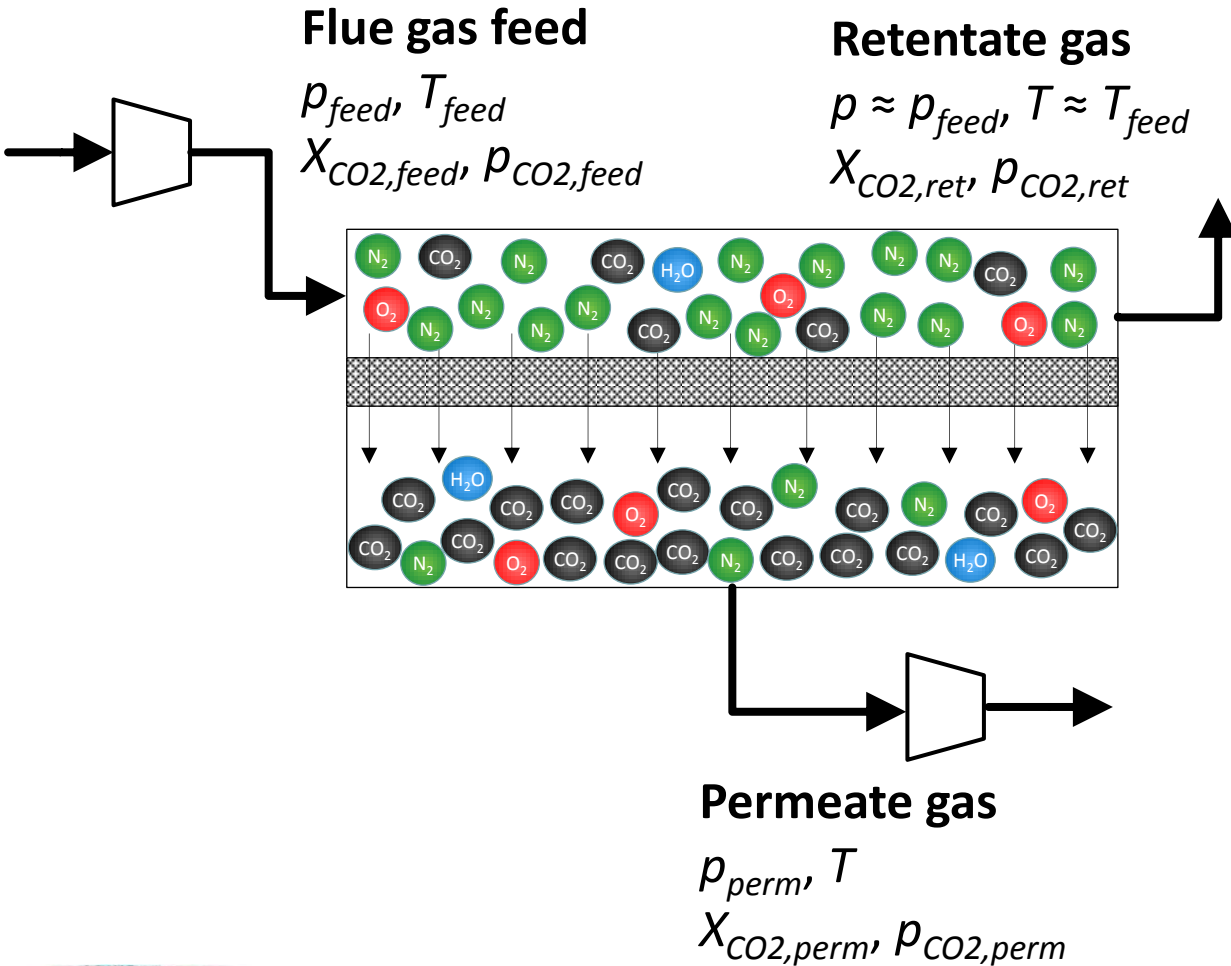 Flue gas feed
p_feed, T_feed
X_CO2,feed, p_CO2,feed
Retentate gas
p ≈ p_feed, T ≈ T_feed
X_CO2,ret, p_CO2,ret
N₂ CO₂ N₂ CO₂ H₂O N₂ N₂ N₂ N₂ CO₂ N₂
O₂ N₂ N₂ N₂ N₂ CO₂ N₂ N₂ O₂ CO₂ N₂ N₂ O₂ N₂
CO₂ H₂O CO₂ CO₂ O₂ CO₂ CO₂ N₂ CO₂ N₂ CO₂ O₂ CO₂
CO₂ N₂ CO₂ O₂ CO₂ CO₂ CO₂ N₂ CO₂ CO₂ CO₂ H₂O CO₂
Permeate gas
p_perm, T
X_CO2,perm, p_CO2,perm